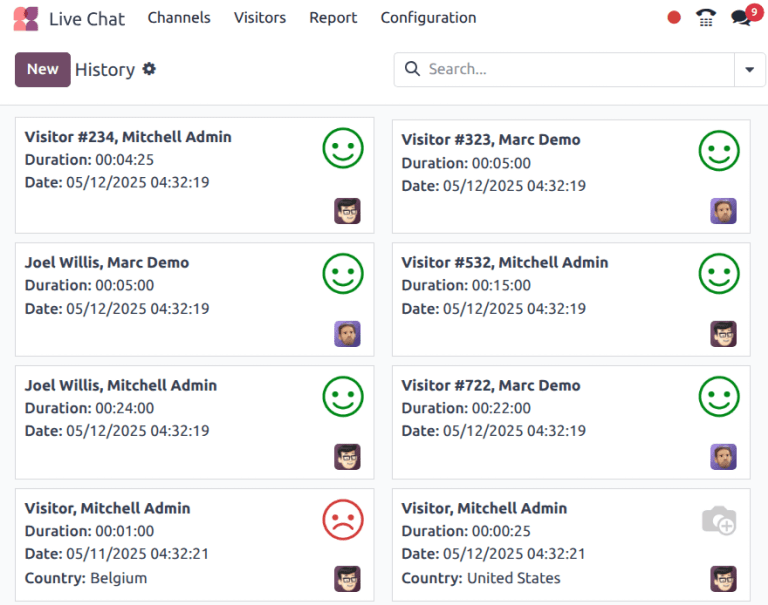 Live Chat Channels Visitors Report Configuration 9
New History Search...
Visitor #234, Mitchell Admin
Duration: 00:04:25
Date: 05/12/2025 04:32:19
Visitor #323, Marc Demo
Duration: 00:05:00
Date: 05/12/2025 04:32:19
Joel Willis, Marc Demo
Duration: 00:05:00
Date: 05/12/2025 04:32:19
Visitor #532, Mitchell Admin
Duration: 00:15:00
Date: 05/12/2025 04:32:19
Joel Willis, Mitchell Admin
Duration: 00:24:00
Date: 05/12/2025 04:32:19
Visitor #722, Marc Demo
Duration: 00:22:00
Date: 05/12/2025 04:32:19
Visitor, Mitchell Admin
Duration: 00:01:00
Date: 05/11/2025 04:32:21
Country: Belgium
Visitor, Mitchell Admin
Duration: 00:00:25
Date: 05/12/2025 04:32:21
Country: United States